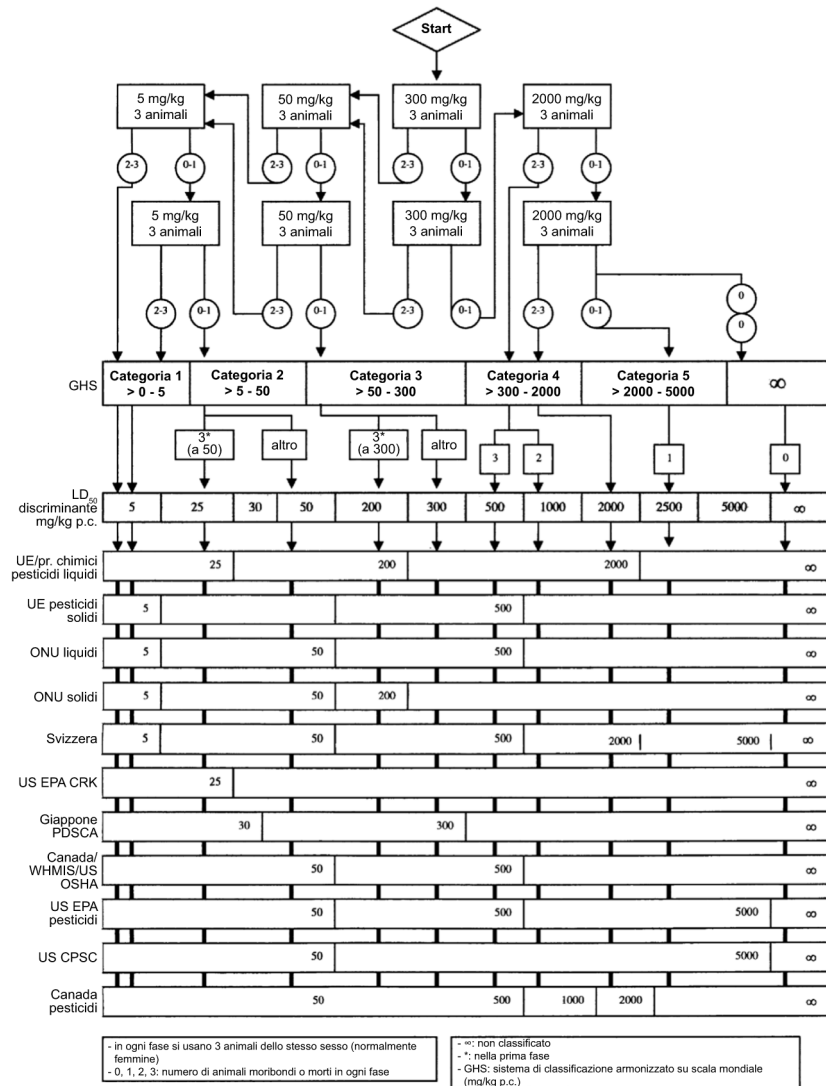 Start
5 mg/kg
3 animali
50 mg/kg
3 animali
300 mg/kg
3 animali
2000 mg/kg
3 animali
2-3
0-1
2-3
0-1
2-3
0-1
2-3
0-1
5 mg/kg
3 animali
50 mg/kg
3 animali
300 mg/kg
3 animali
2000 mg/kg
3 animali
2-3
0-1
2-3
0-1
2-3
0-1
2-3
0-1
0
0
GHS
Categoria 1
> 0 - 5
Categoria 2
> 5 - 50
Categoria 3
> 50 - 300
Categoria 4
> 300 - 2000
Categoria 5
> 2000 - 5000
∞
3*
(a 50)
altro
3*
(a 300)
altro
3
2
1
0
LD50
discriminante
mg/kg p.c.
5 25 30 50 200 300 500 1000 2000 2500 5000 ∞
UE/pr. chimici
pesticidi liquidi
25 200 2000 ∞
UE pesticidi
solidi
5 500 ∞
ONU liquidi
5 50 500 ∞
ONU solidi
5 50 200 ∞
Svizzera
5 50 500 2000 5000 ∞
US EPA CRK
25 ∞
Giappone
PDSCA
30 300 ∞
Canada/
WHMIS/US
OSHA
50 500 ∞
US EPA
pesticidi
50 500 5000 ∞
US CPSC
50 5000 ∞
Canada
pesticidi
50 500 1000 2000 ∞
- in ogni fase si usano 3 animali dello stesso sesso (normalmente
femmine)
- 0, 1, 2, 3: numero di animali moribondi o morti in ogni fase
- ∞: non classificato
- *: nella prima fase
- GHS: sistema di classificazione armonizzato su scala mondiale
(mg/kg p.c.)